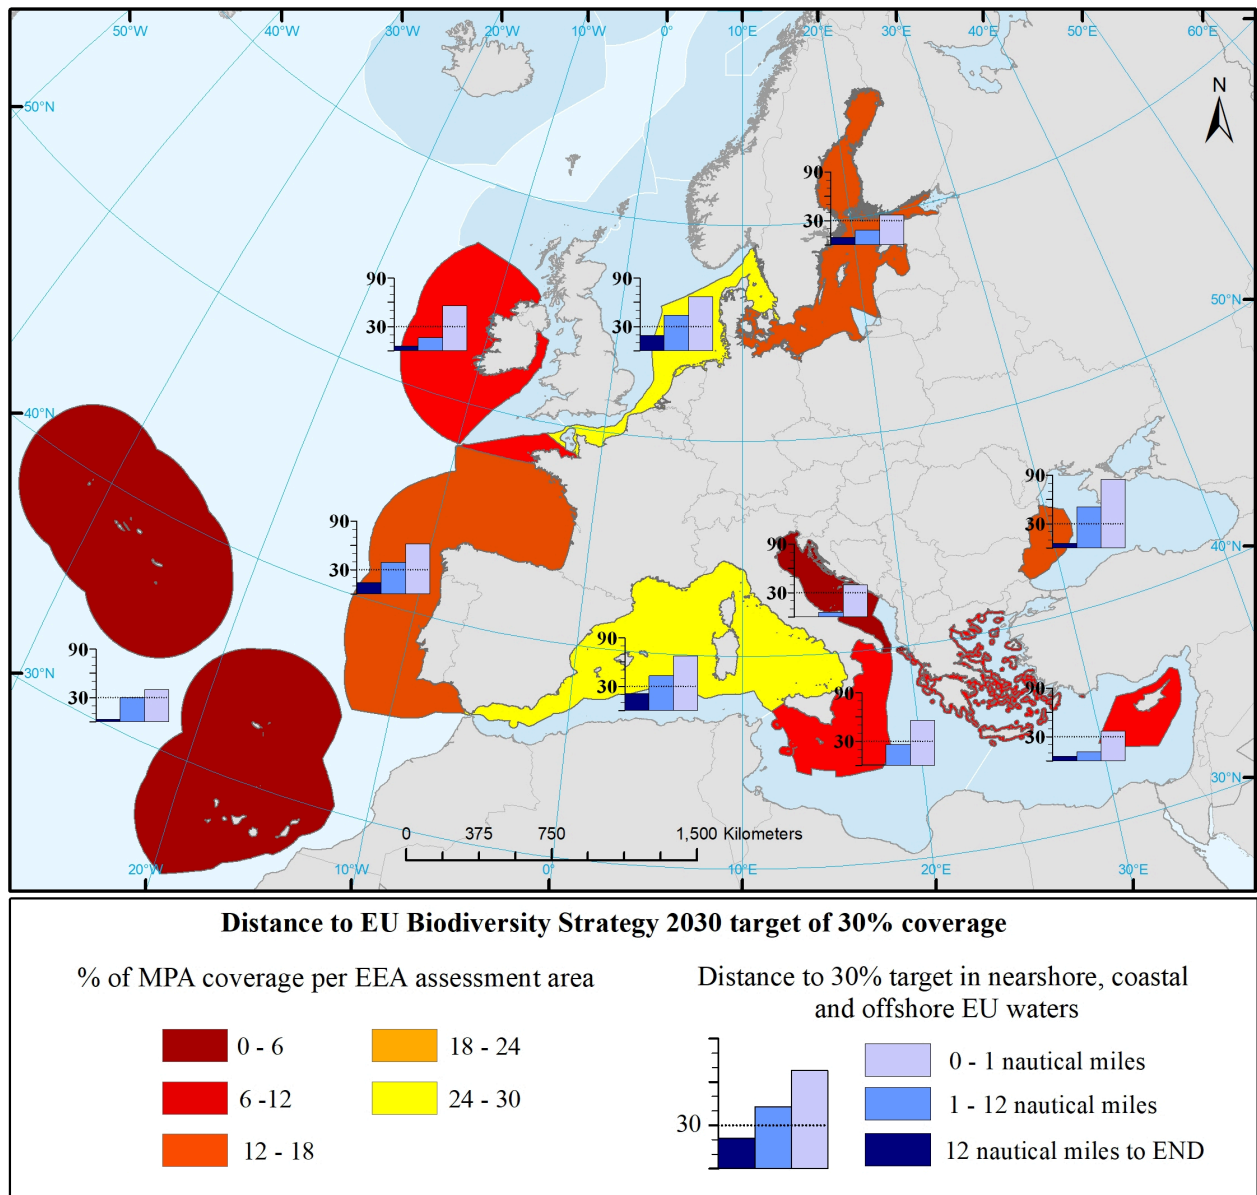 50°W
40°W
30°W
20°W
10°W
0°
10°E
20°E
30°E
40°E
50°E
60°E
50°N
N
90
30
90
30
90
30
50°N
40°N
90
30
90
30
40°N
90
30
90
30
90
30
30°N
90
30
90
30
30°N
0
375
750
1,500 Kilometers
20°W
10°W
0°
10°E
20°E
30°E
Distance to EU Biodiversity Strategy 2030 target of 30% coverage
% of MPA coverage per EEA assessment area
0 - 6
6 -12
12 - 18
18 - 24
24 - 30
Distance to 30% target in nearshore, coastal
and offshore EU waters
30
0 - 1 nautical miles
1 - 12 nautical miles
12 nautical miles to END